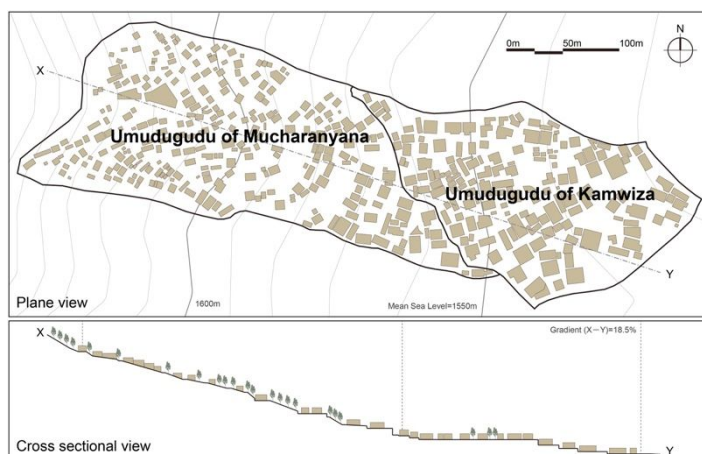 N
0m 50m 100m
X
Umudugudu of Mucharanyana
Umudugudu of Kamwiza
Y
Plane view
1600m
Mean Sea Level=1550m
X
Gradient (X－Y)=18.5%
Cross sectional view
Y